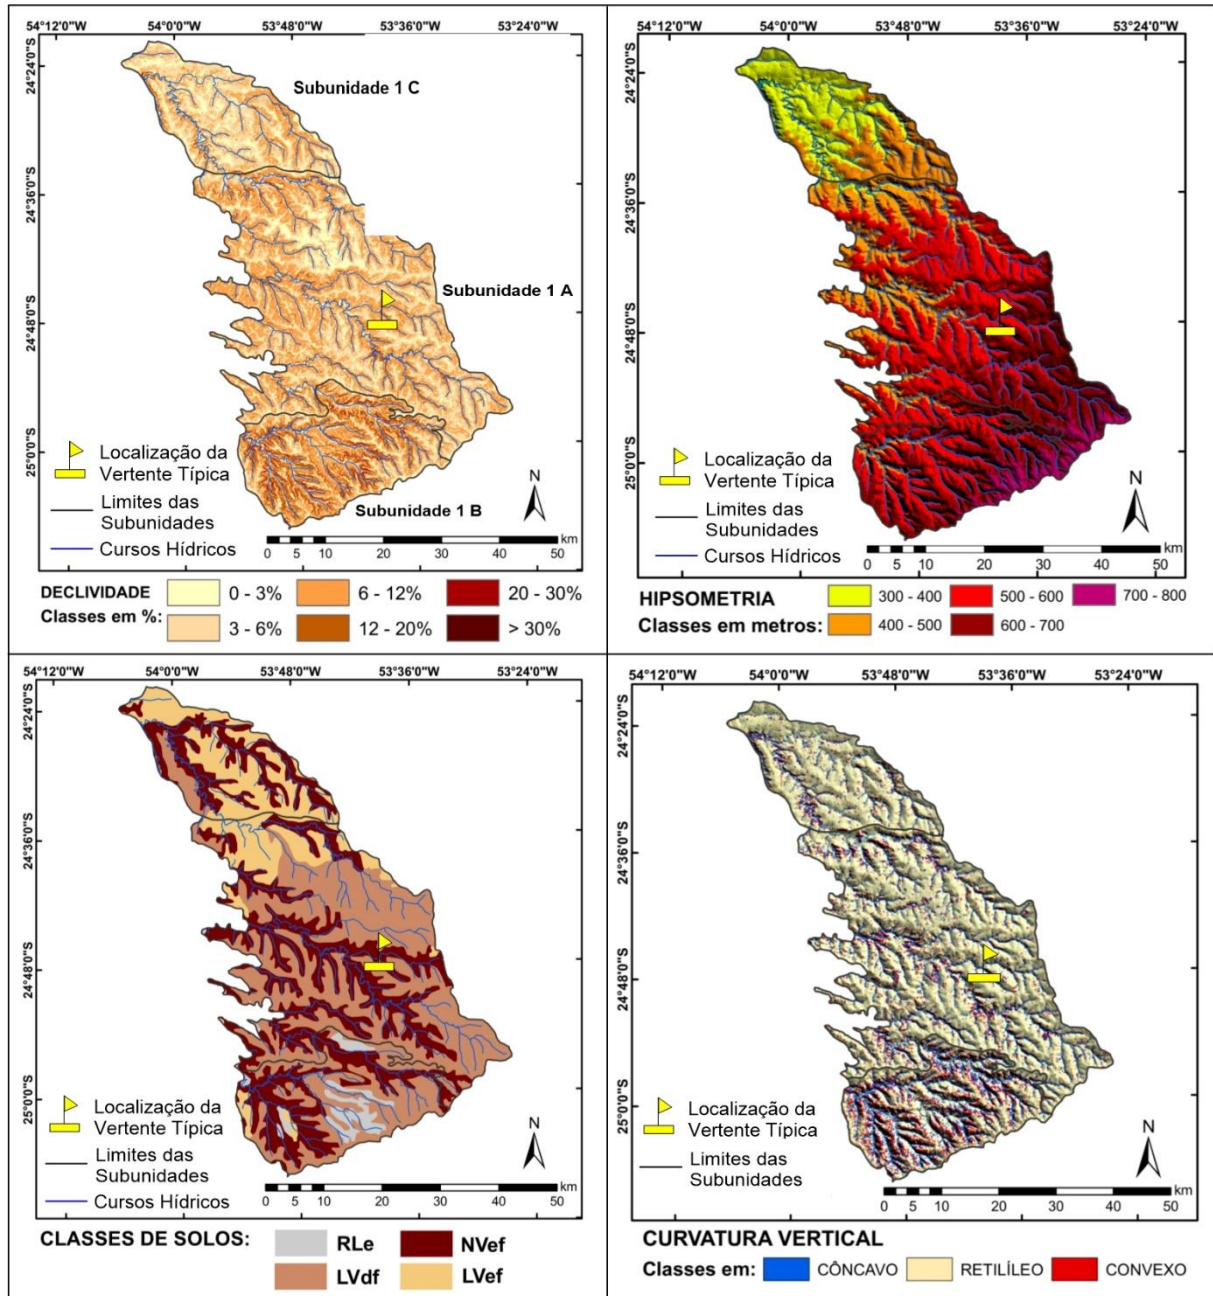 54°12'0"W 54°0'0"W 53°48'0"W 53°36'0"W 53°24'0"W
24°24'0"S
24°36'0"S
24°48'0"S
25°0'0"S
Subunidade 1 C
Subunidade 1 A
Subunidade 1 B
Localização da
Vertente Típica
Limites das
Subunidades
Cursos Hídricos
N
0 5 10 20 30 40 50 km
DECLIVIDADE
Classes em %:
0 - 3% 6 - 12% 20 - 30%
3 - 6% 12 - 20% > 30%
54°12'0"W 54°0'0"W 53°48'0"W 53°36'0"W 53°24'0"W
24°24'0"S
24°36'0"S
24°48'0"S
25°0'0"S
Localização da
Vertente Típica
Limites das
Subunidades
Cursos Hídricos
N
0 5 10 20 30 40 50 km
HIPSOMETRIA
Classes em metros:
300 - 400 500 - 600 700 - 800
400 - 500 600 - 700
54°12'0"W 54°0'0"W 53°48'0"W 53°36'0"W 53°24'0"W
24°24'0"S
24°36'0"S
24°48'0"S
25°0'0"S
Localização da
Vertente Típica
Limites das
Subunidades
Cursos Hídricos
N
0 5 10 20 30 40 50 km
CLASSES DE SOLOS:
RLe NVef
LVdf LVef
54°12'0"W 54°0'0"W 53°48'0"W 53°36'0"W 53°24'0"W
24°24'0"S
24°36'0"S
24°48'0"S
25°0'0"S
Localização da
Vertente Típica
Limites das
Subunidades
N
0 5 10 20 30 40 50 km
CURVATURA VERTICAL
Classes em: CÔNCAVO RETILÍLEO CONVEXO